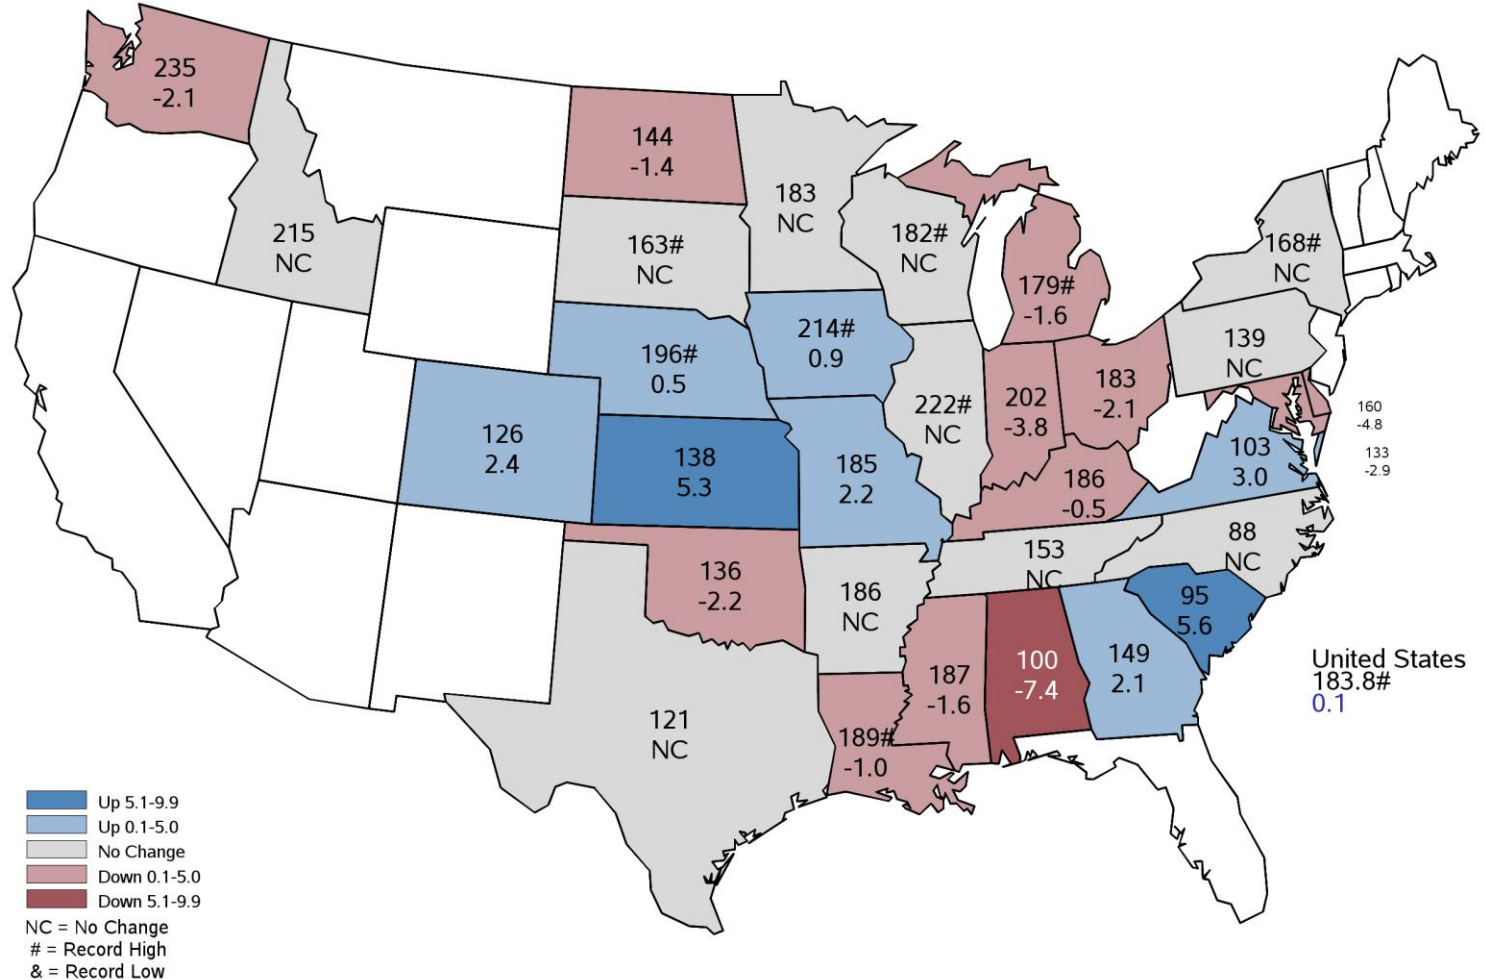 235
-2.1
144
-1.4
183
NC
215
NC
163#
NC
182#
NC
168#
NC
179#
-1.6
196#
0.5
214#
0.9
139
NC
126
2.4
138
5.3
185
2.2
222#
NC
202
-3.8
183
-2.1
160
-4.8
133
-2.9
103
3.0
186
-0.5
136
-2.2
186
NC
153
NC
88
NC
95
5.6
187
-1.6
100
-7.4
149
2.1
121
NC
189#
-1.0
United States
183.8#
0.1
Up 5.1-9.9
Up 0.1-5.0
No Change
Down 0.1-5.0
Down 5.1-9.9
NC = No Change
# = Record High
& = Record Low